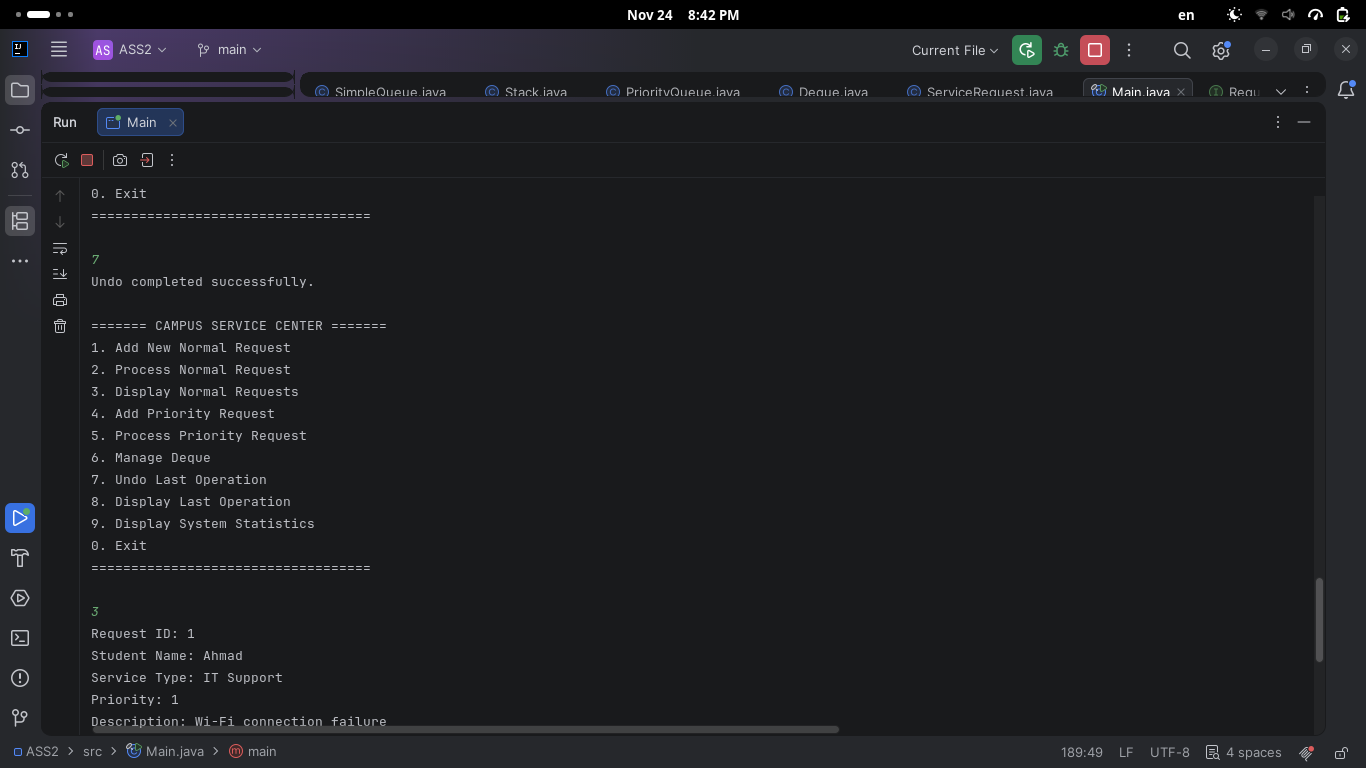 Nov 24 8:42 PM
en
AS ASS2 main Current File
SimpleQueue.java Stack.java PriorityQueue.java Deque.java ServiceRequest.java Main.java Requ
Run Main
0. Exit
===================================
7
Undo completed successfully.
======= CAMPUS SERVICE CENTER =======
1. Add New Normal Request
2. Process Normal Request
3. Display Normal Requests
4. Add Priority Request
5. Process Priority Request
6. Manage Deque
7. Undo Last Operation
8. Display Last Operation
9. Display System Statistics
0. Exit
===================================
3
Request ID: 1
Student Name: Ahmad
Service Type: IT Support
Priority: 1
Description: Wi-Fi connection failure
ASS2 > src > Main.java > main 189:49 LF UTF-8 4 spaces